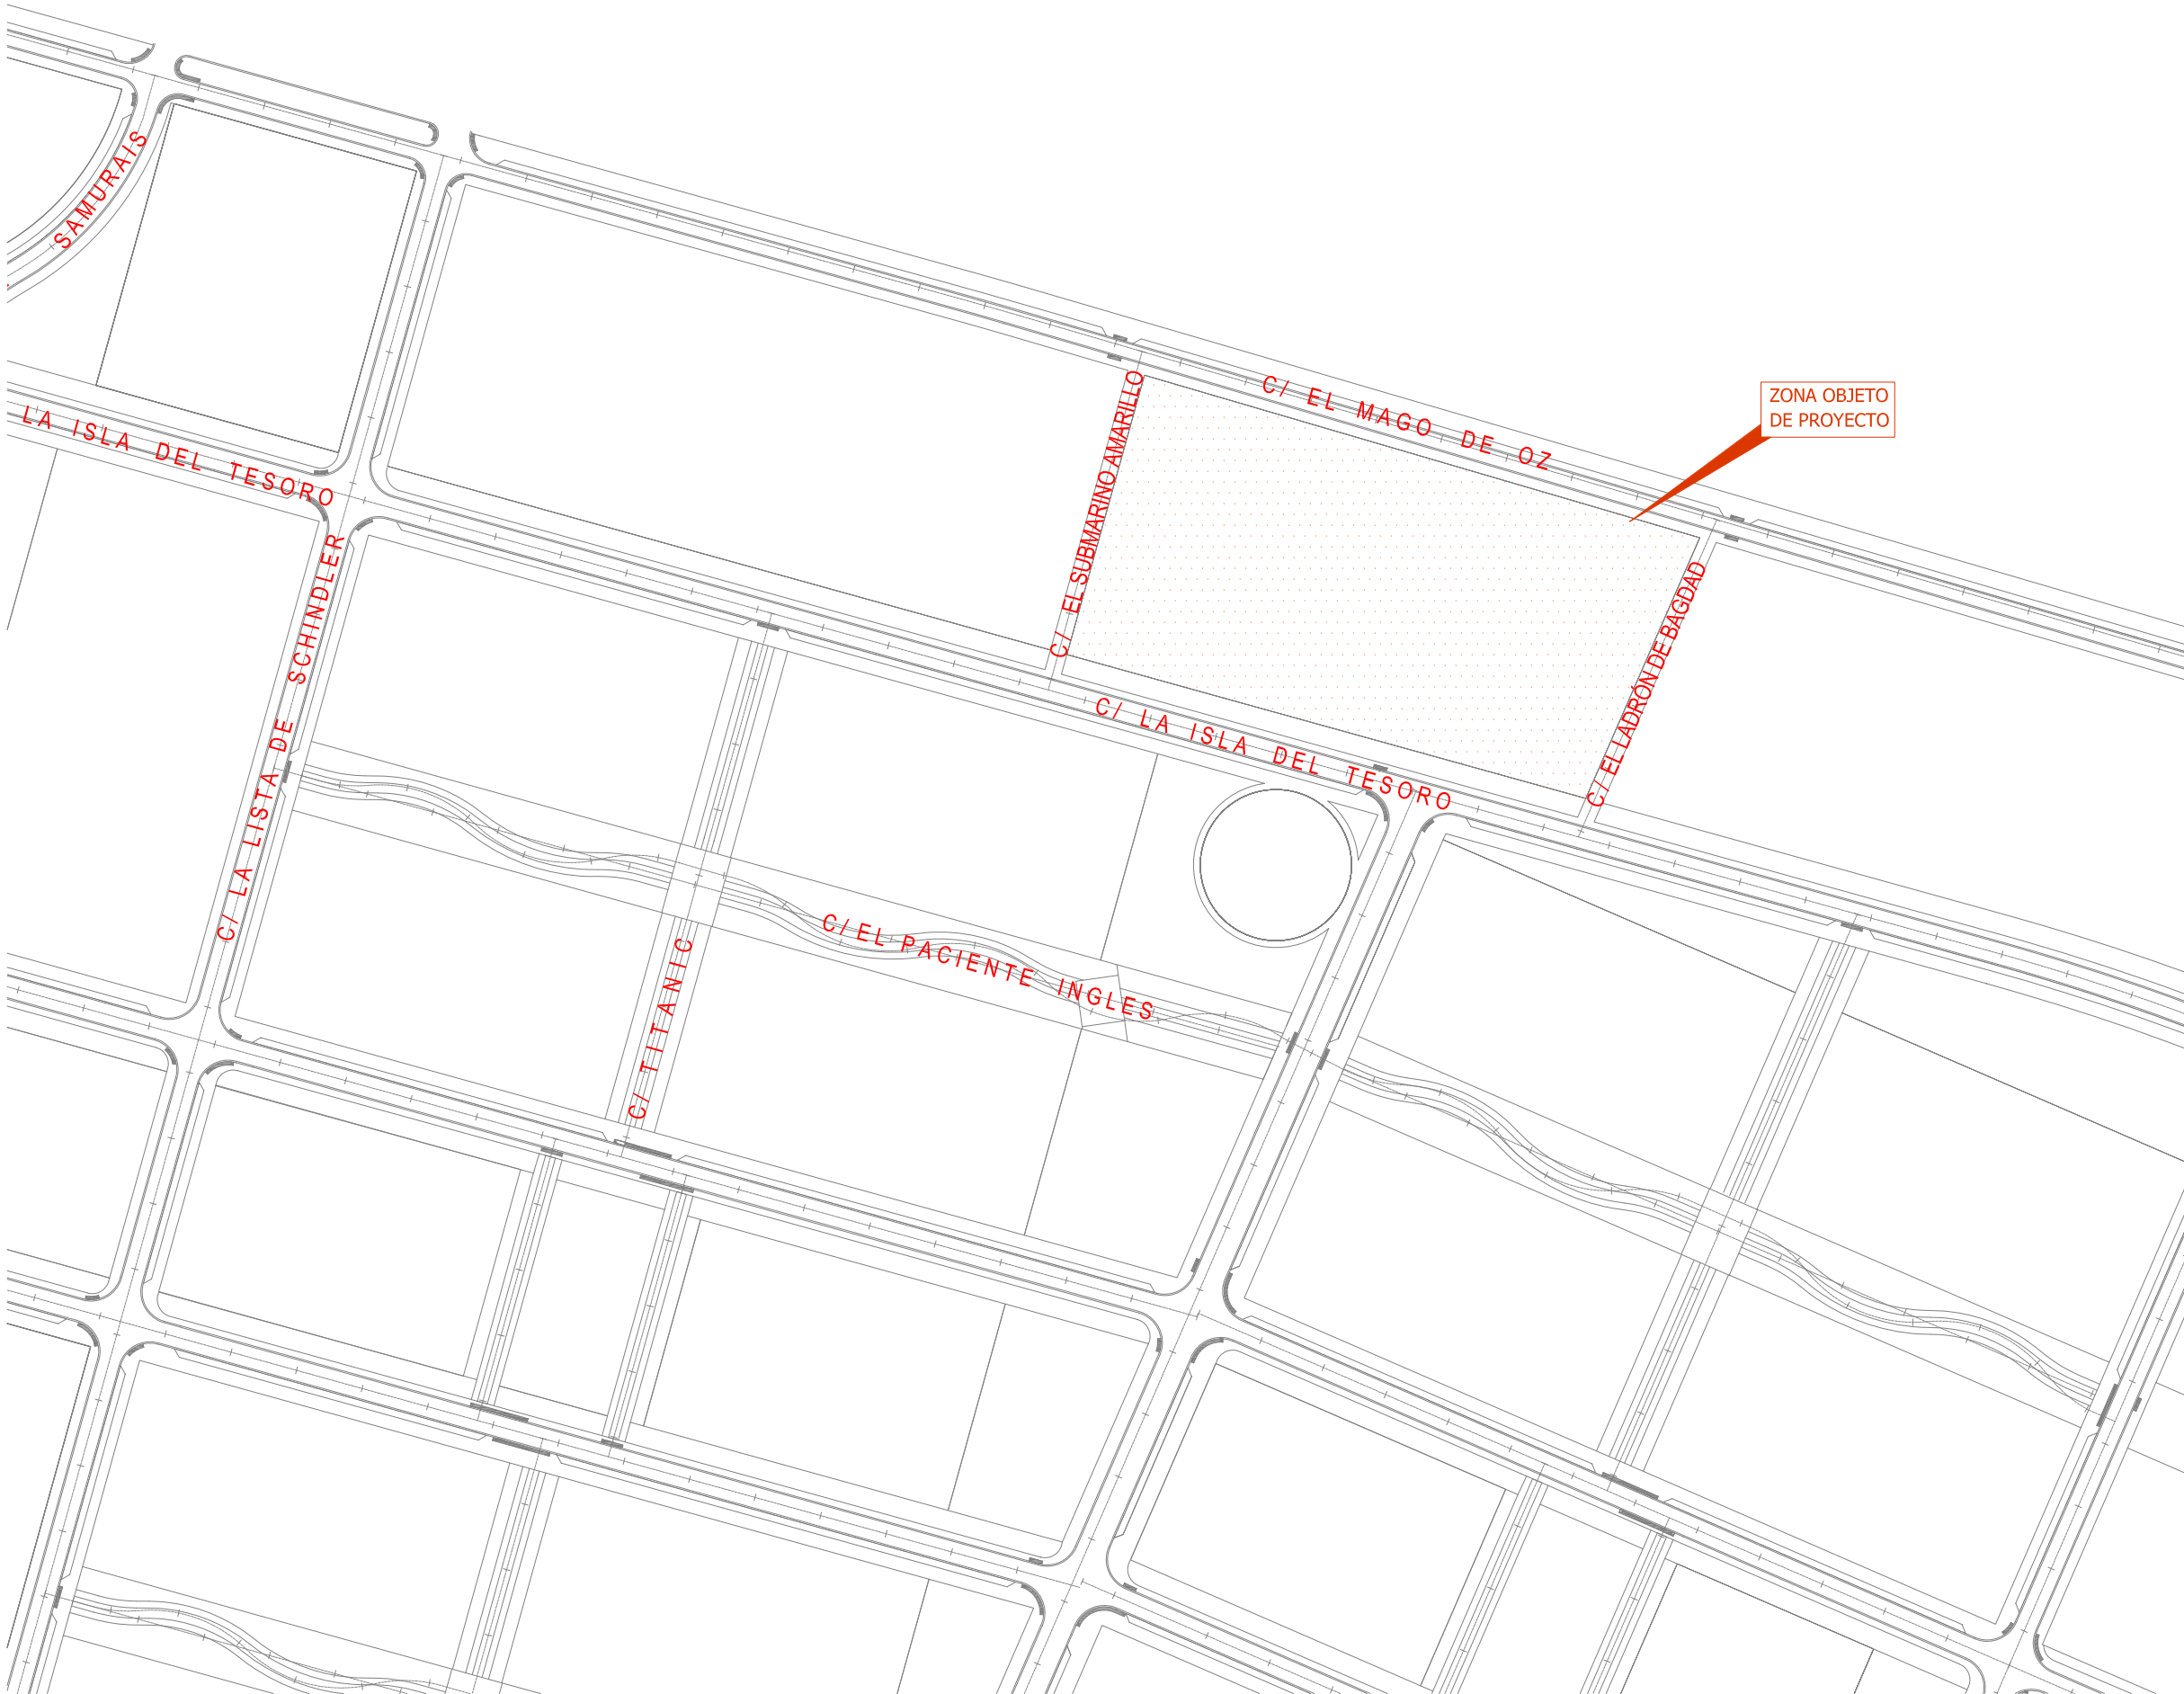 SAMURAIS
C/ EL MAGO DE OZ
ZONA OBJETO
DE PROYECTO
LA ISLA DEL TESORO
C/ EL SUBMARINO AMARILLO
C/ EL LADRÓN DE BAGDAD
C/ LA LISTA DE SCHINDLER
C/ LA ISLA DEL TESORO
C/ EL PACIENTE INGLES
C/ TITANIC